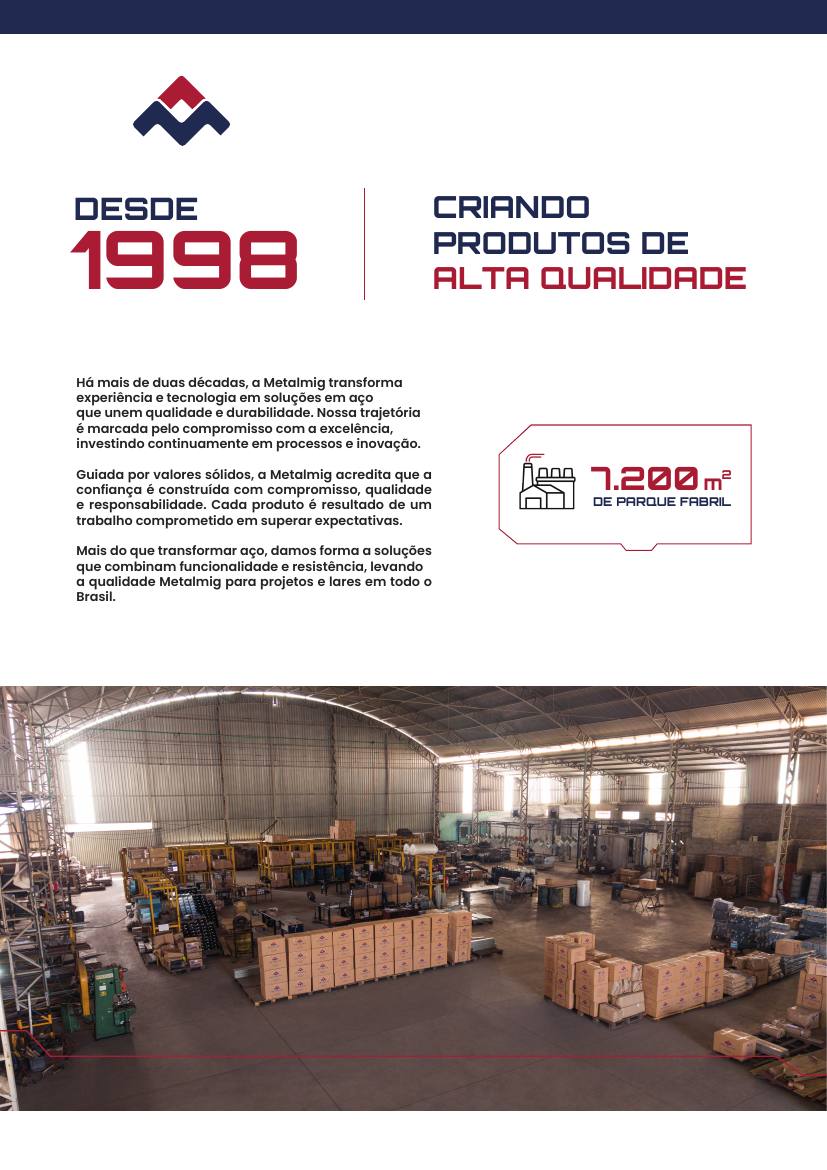 DESDE
1998
CRIANDO
PRODUTOS DE
ALTA QUALIDADE
Há mais de duas décadas, a Metalmig transforma
experiência e tecnologia em soluções em aço
que unem qualidade e durabilidade. Nossa trajetória
é marcada pelo compromisso com a excelência,
investindo continuamente em processos e inovação.
Guiada por valores sólidos, a Metalmig acredita que a
confiança é construída com compromisso, qualidade
e responsabilidade. Cada produto é resultado de um
trabalho comprometido em superar expectativas.
Mais do que transformar aço, damos forma a soluções
que combinam funcionalidade e resistência, levando
a qualidade Metalmig para projetos e lares em todo o
Brasil.
7.200 m²
DE PARQUE FABRIL